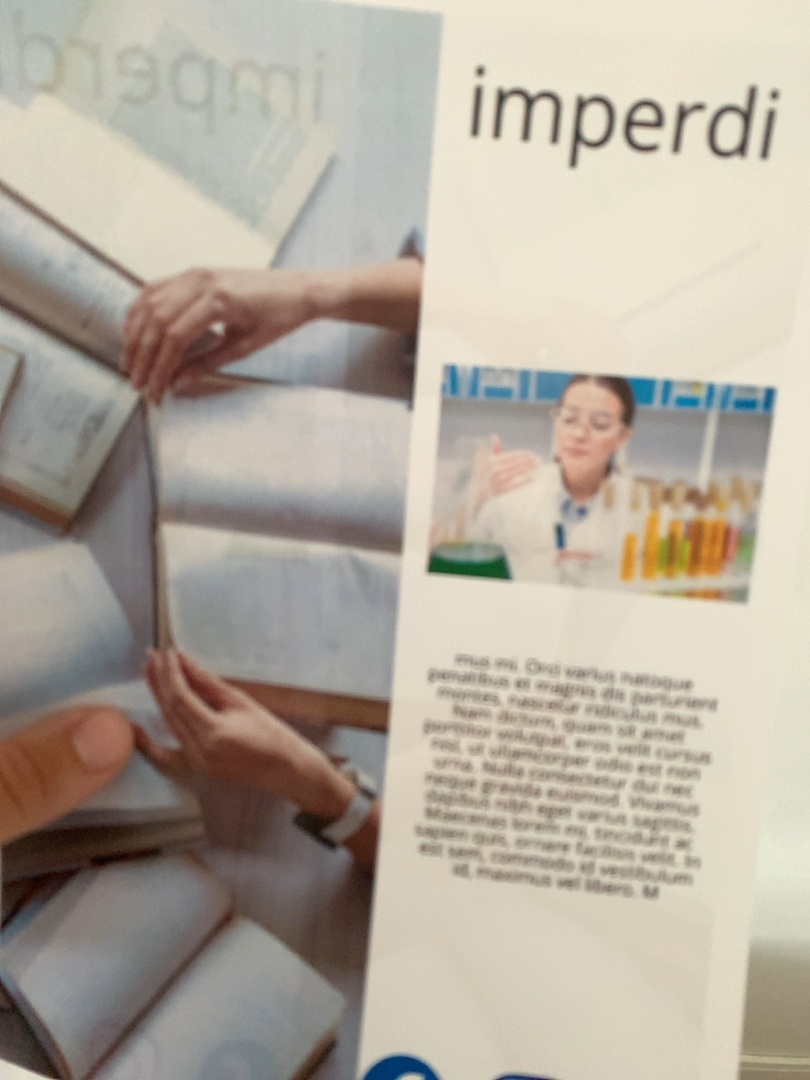 imperdi
mus mi. Orci varius natoque
penatibus et magnis dis parturient
montes, nascetur ridiculus mus.
Nam dictum, quam sit amet
porttitor volutpat, eros velit cursus
nisl, ut ullamcorper odio est non
urna. Nulla consectetur dui nec
neque gravida euismod. Vivamus
dapibus nibh eget varius sagittis.
Maecenas lorem mi, tincidunt ac
sapien quis, ornare facilisis velit. In
est sem, commodo id vestibulum
id, maximus vel libero. M